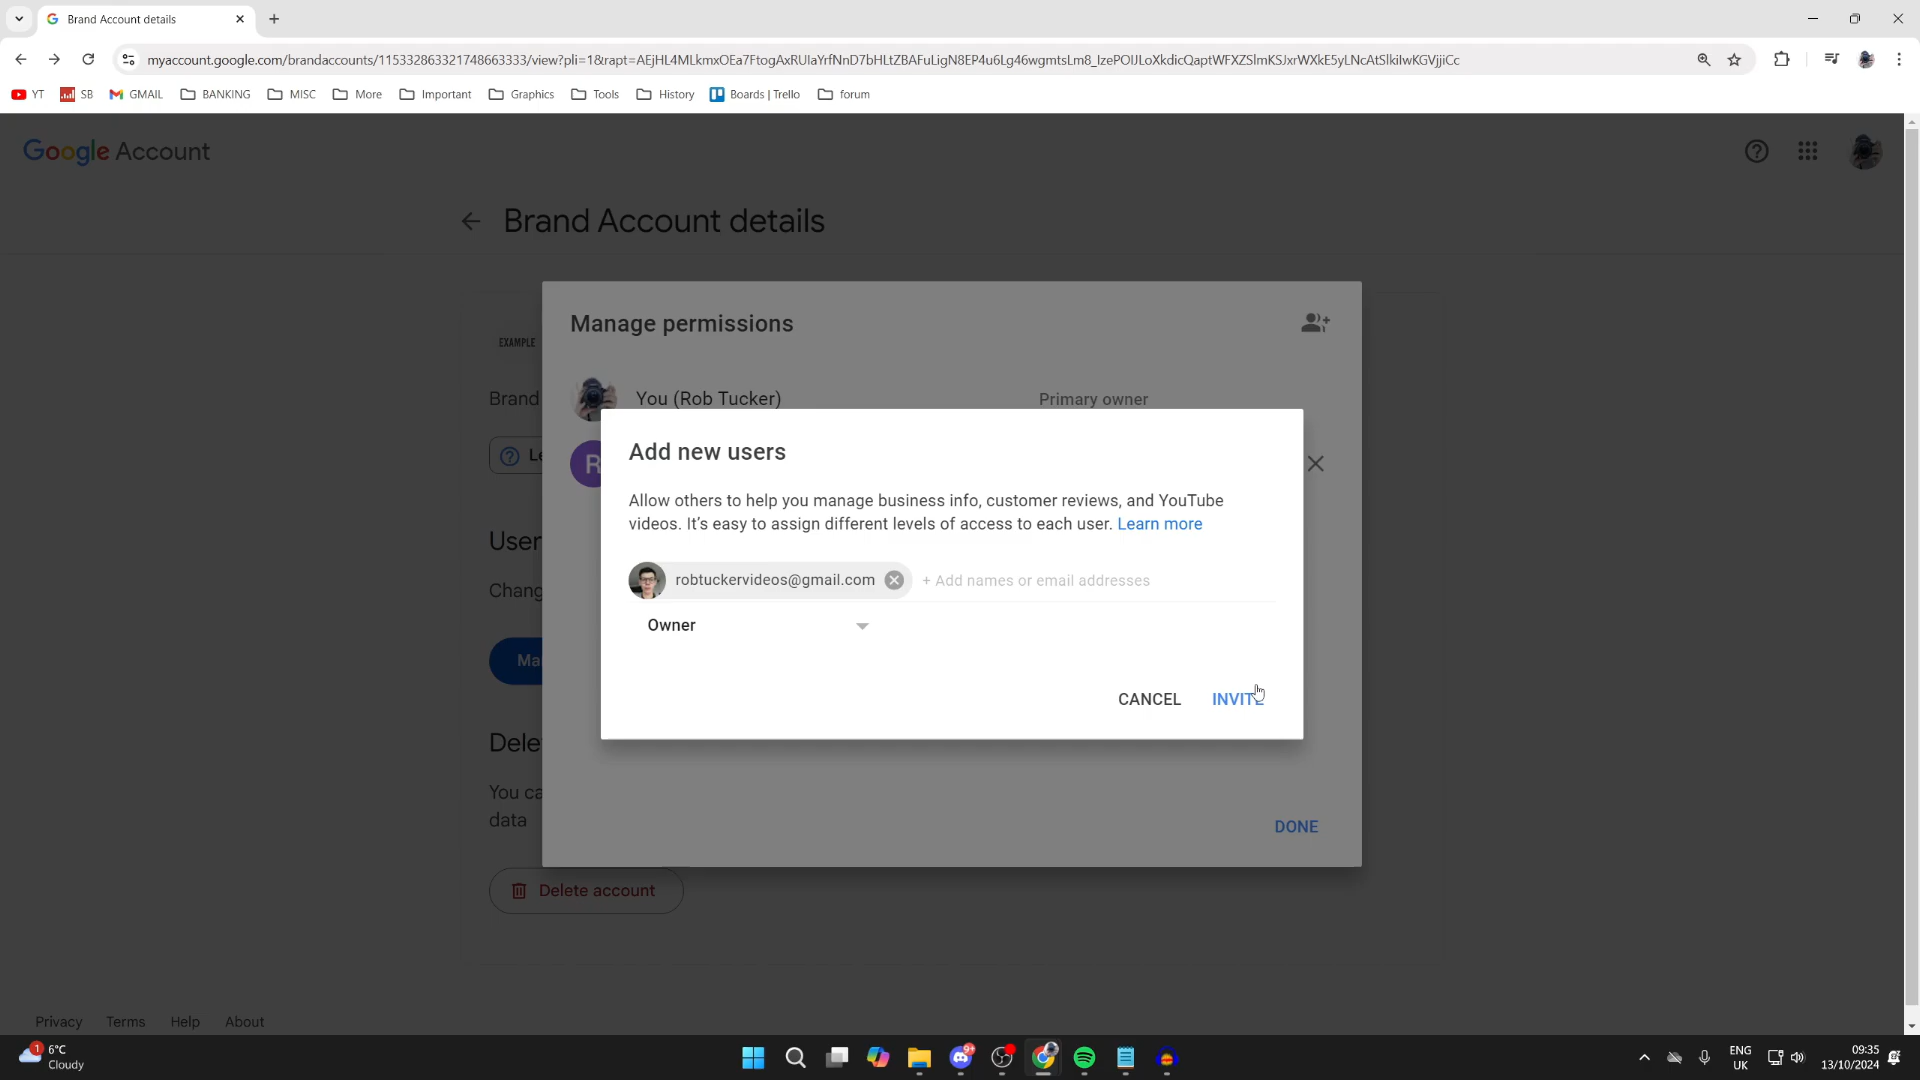 Brand Account details
myaccount.google.com/brandaccounts/115332863321748663333/view?pli=1&rapt=AEjHL4MLkmxOEa7FtogAxRUIaYrfNnD7bHLtZBAFuLigN8EP4u6Lg46wgmtsLm8_IzePOIJLoXkdicQaptWFXZSlmKSJxrWXkE5yLNcAtSlkilwKGVjjiCc
YT SB GMAIL BANKING MISC More Important Graphics Tools History Boards | Trello forum
Google Account
Brand Account details
Manage permissions
EXAMPLE
Brand
You (Rob Tucker)
Primary owner
Le
R
Add new users
Allow others to help you manage business info, customer reviews, and YouTube
videos. It's easy to assign different levels of access to each user. Learn more
User
Chang
robtuckervideos@gmail.com + Add names or email addresses
Owner
Ma
CANCEL INVITE
Dele
You ca
data
DONE
Delete account
Privacy Terms Help About
1
6°C
Cloudy
9+
ENG
UK
09:35
13/10/2024